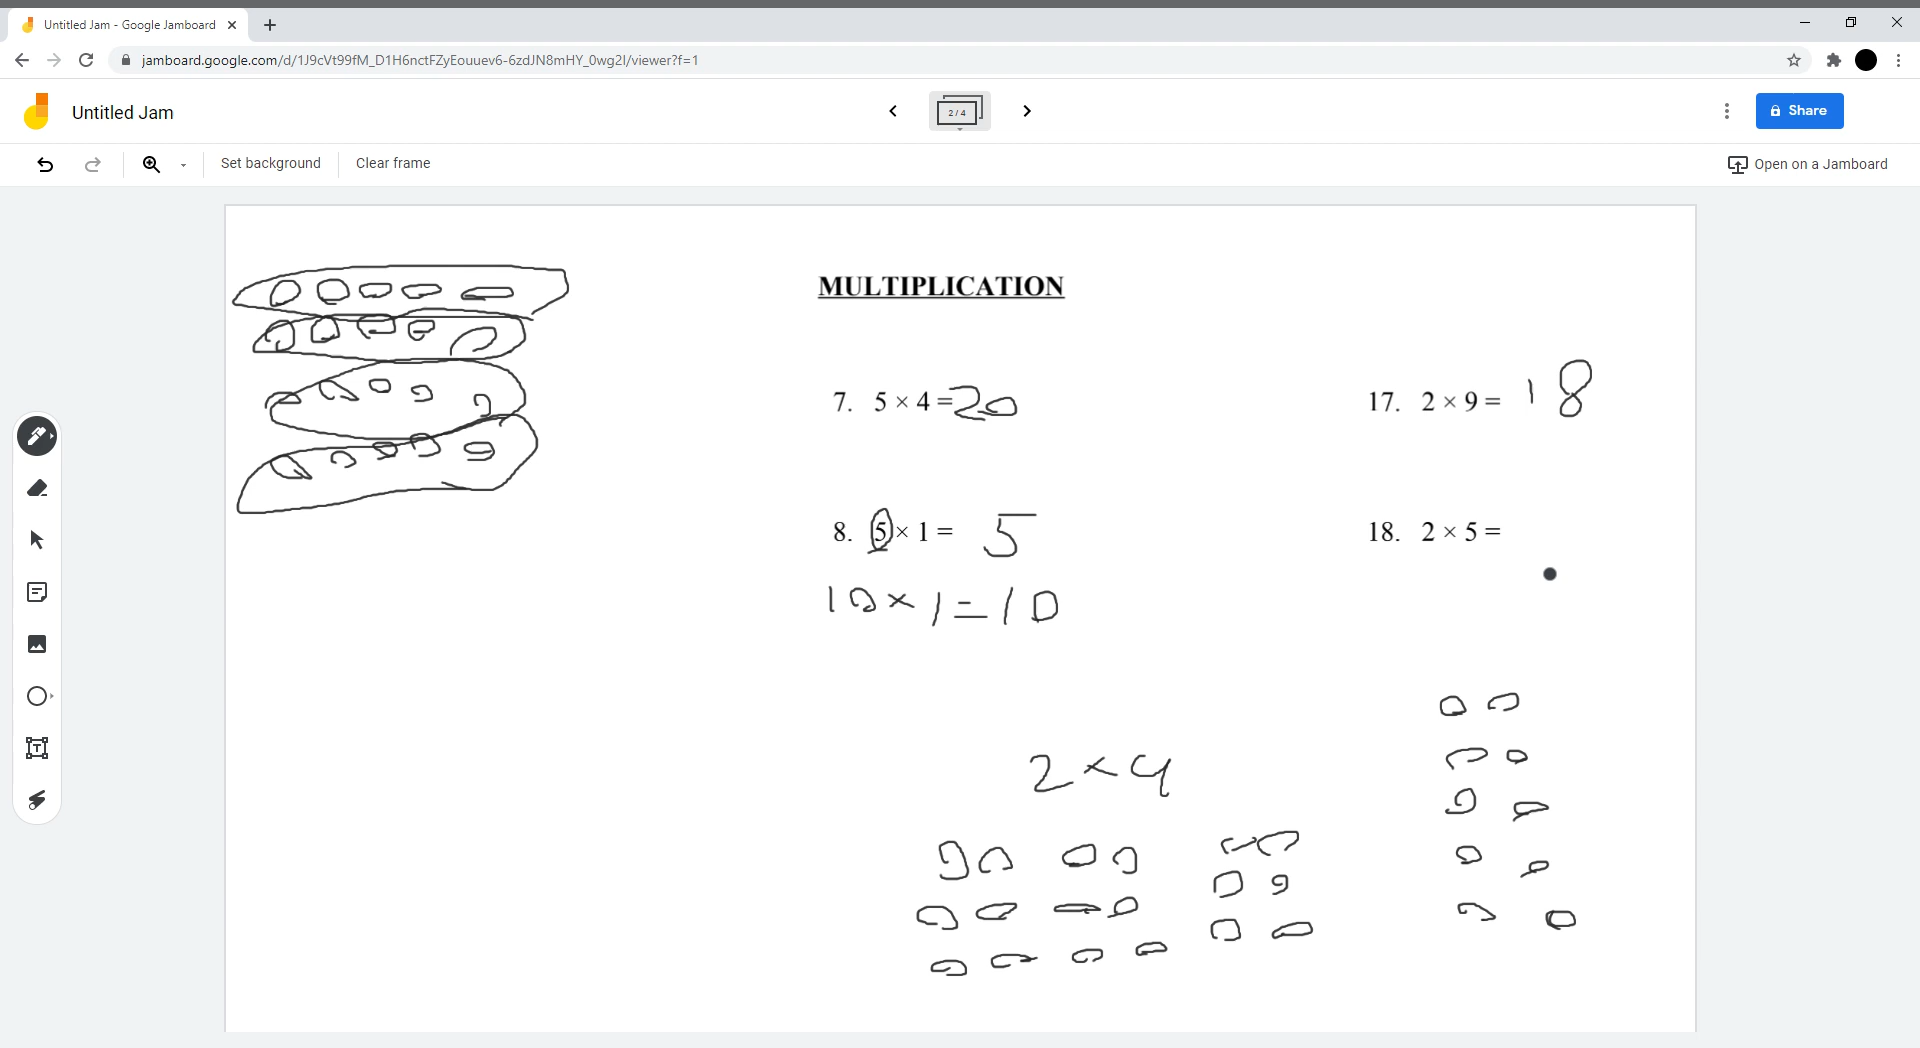 Untitled Jam - Google Jamboard
jamboard.google.com/d/1J9cVt99fM_D1H6nctFZyEouuev6-6zdJN8mHY_0wg2I/viewer?f=1
Untitled Jam
2 / 4
Share
Set background
Clear frame
Open on a Jamboard
MULTIPLICATION
7. 5 × 4 = 20
17. 2 × 9 = 18
8. 5 × 1 = 5
18. 2 × 5 =
10 × 1 = 10
2 × 4